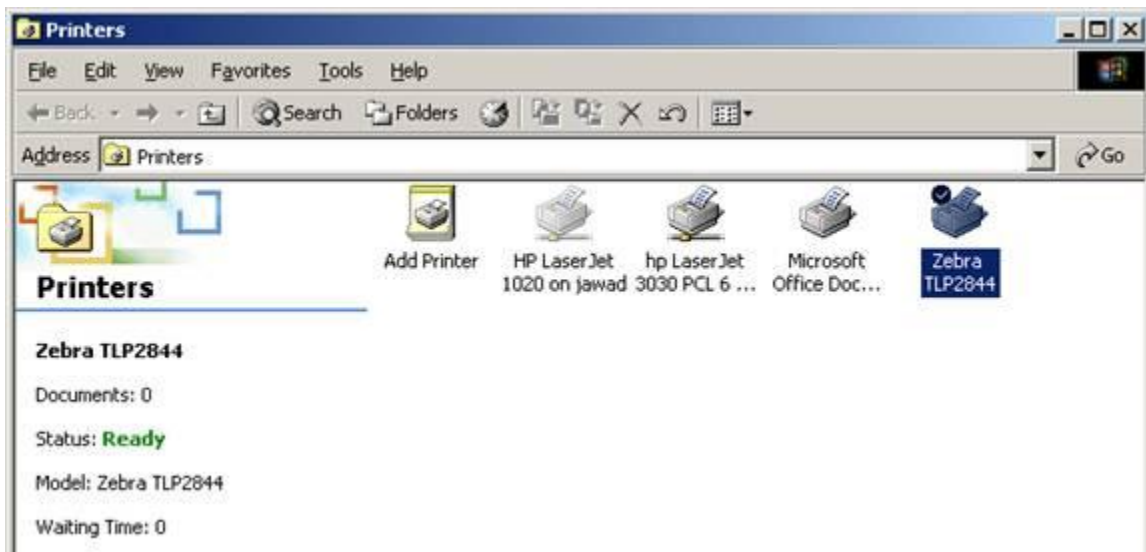 Printers
File Edit View Favorites Tools Help
Back Search Folders
Address Printers Go
Add Printer
HP LaserJet
1020 on jawad
hp LaserJet
3030 PCL 6 ...
Microsoft
Office Doc...
Zebra
TLP2844
Printers
Zebra TLP2844
Documents: 0
Status: Ready
Model: Zebra TLP2844
Waiting Time: 0